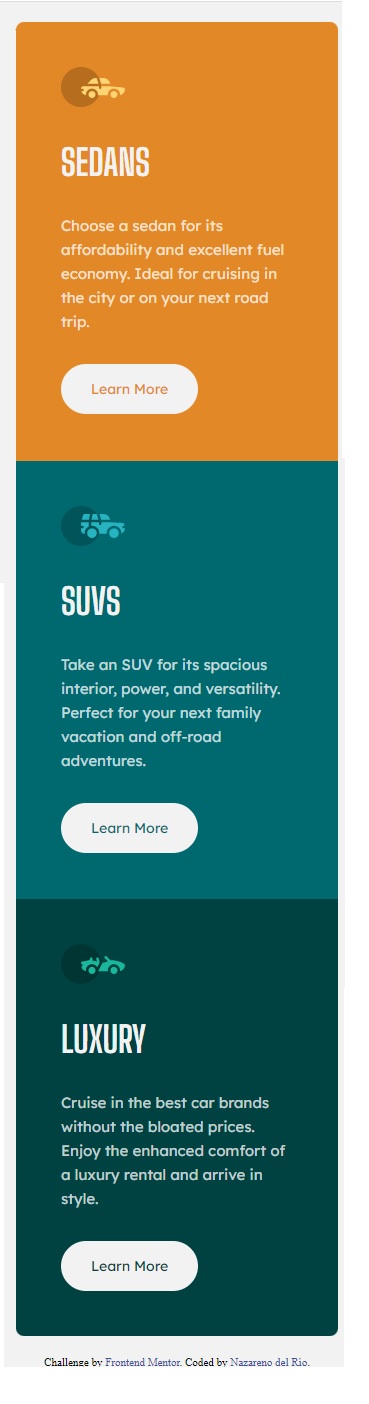 SEDANS
Choose a sedan for its
affordability and excellent fuel
economy. Ideal for cruising in
the city or on your next road
trip.
Learn More
SUVS
Take an SUV for its spacious
interior, power, and versatility.
Perfect for your next family
vacation and off-road
adventures.
Learn More
LUXURY
Cruise in the best car brands
without the bloated prices.
Enjoy the enhanced comfort of
a luxury rental and arrive in
style.
Learn More
Challenge by Frontend Mentor. Coded by Nazareno del Rio.